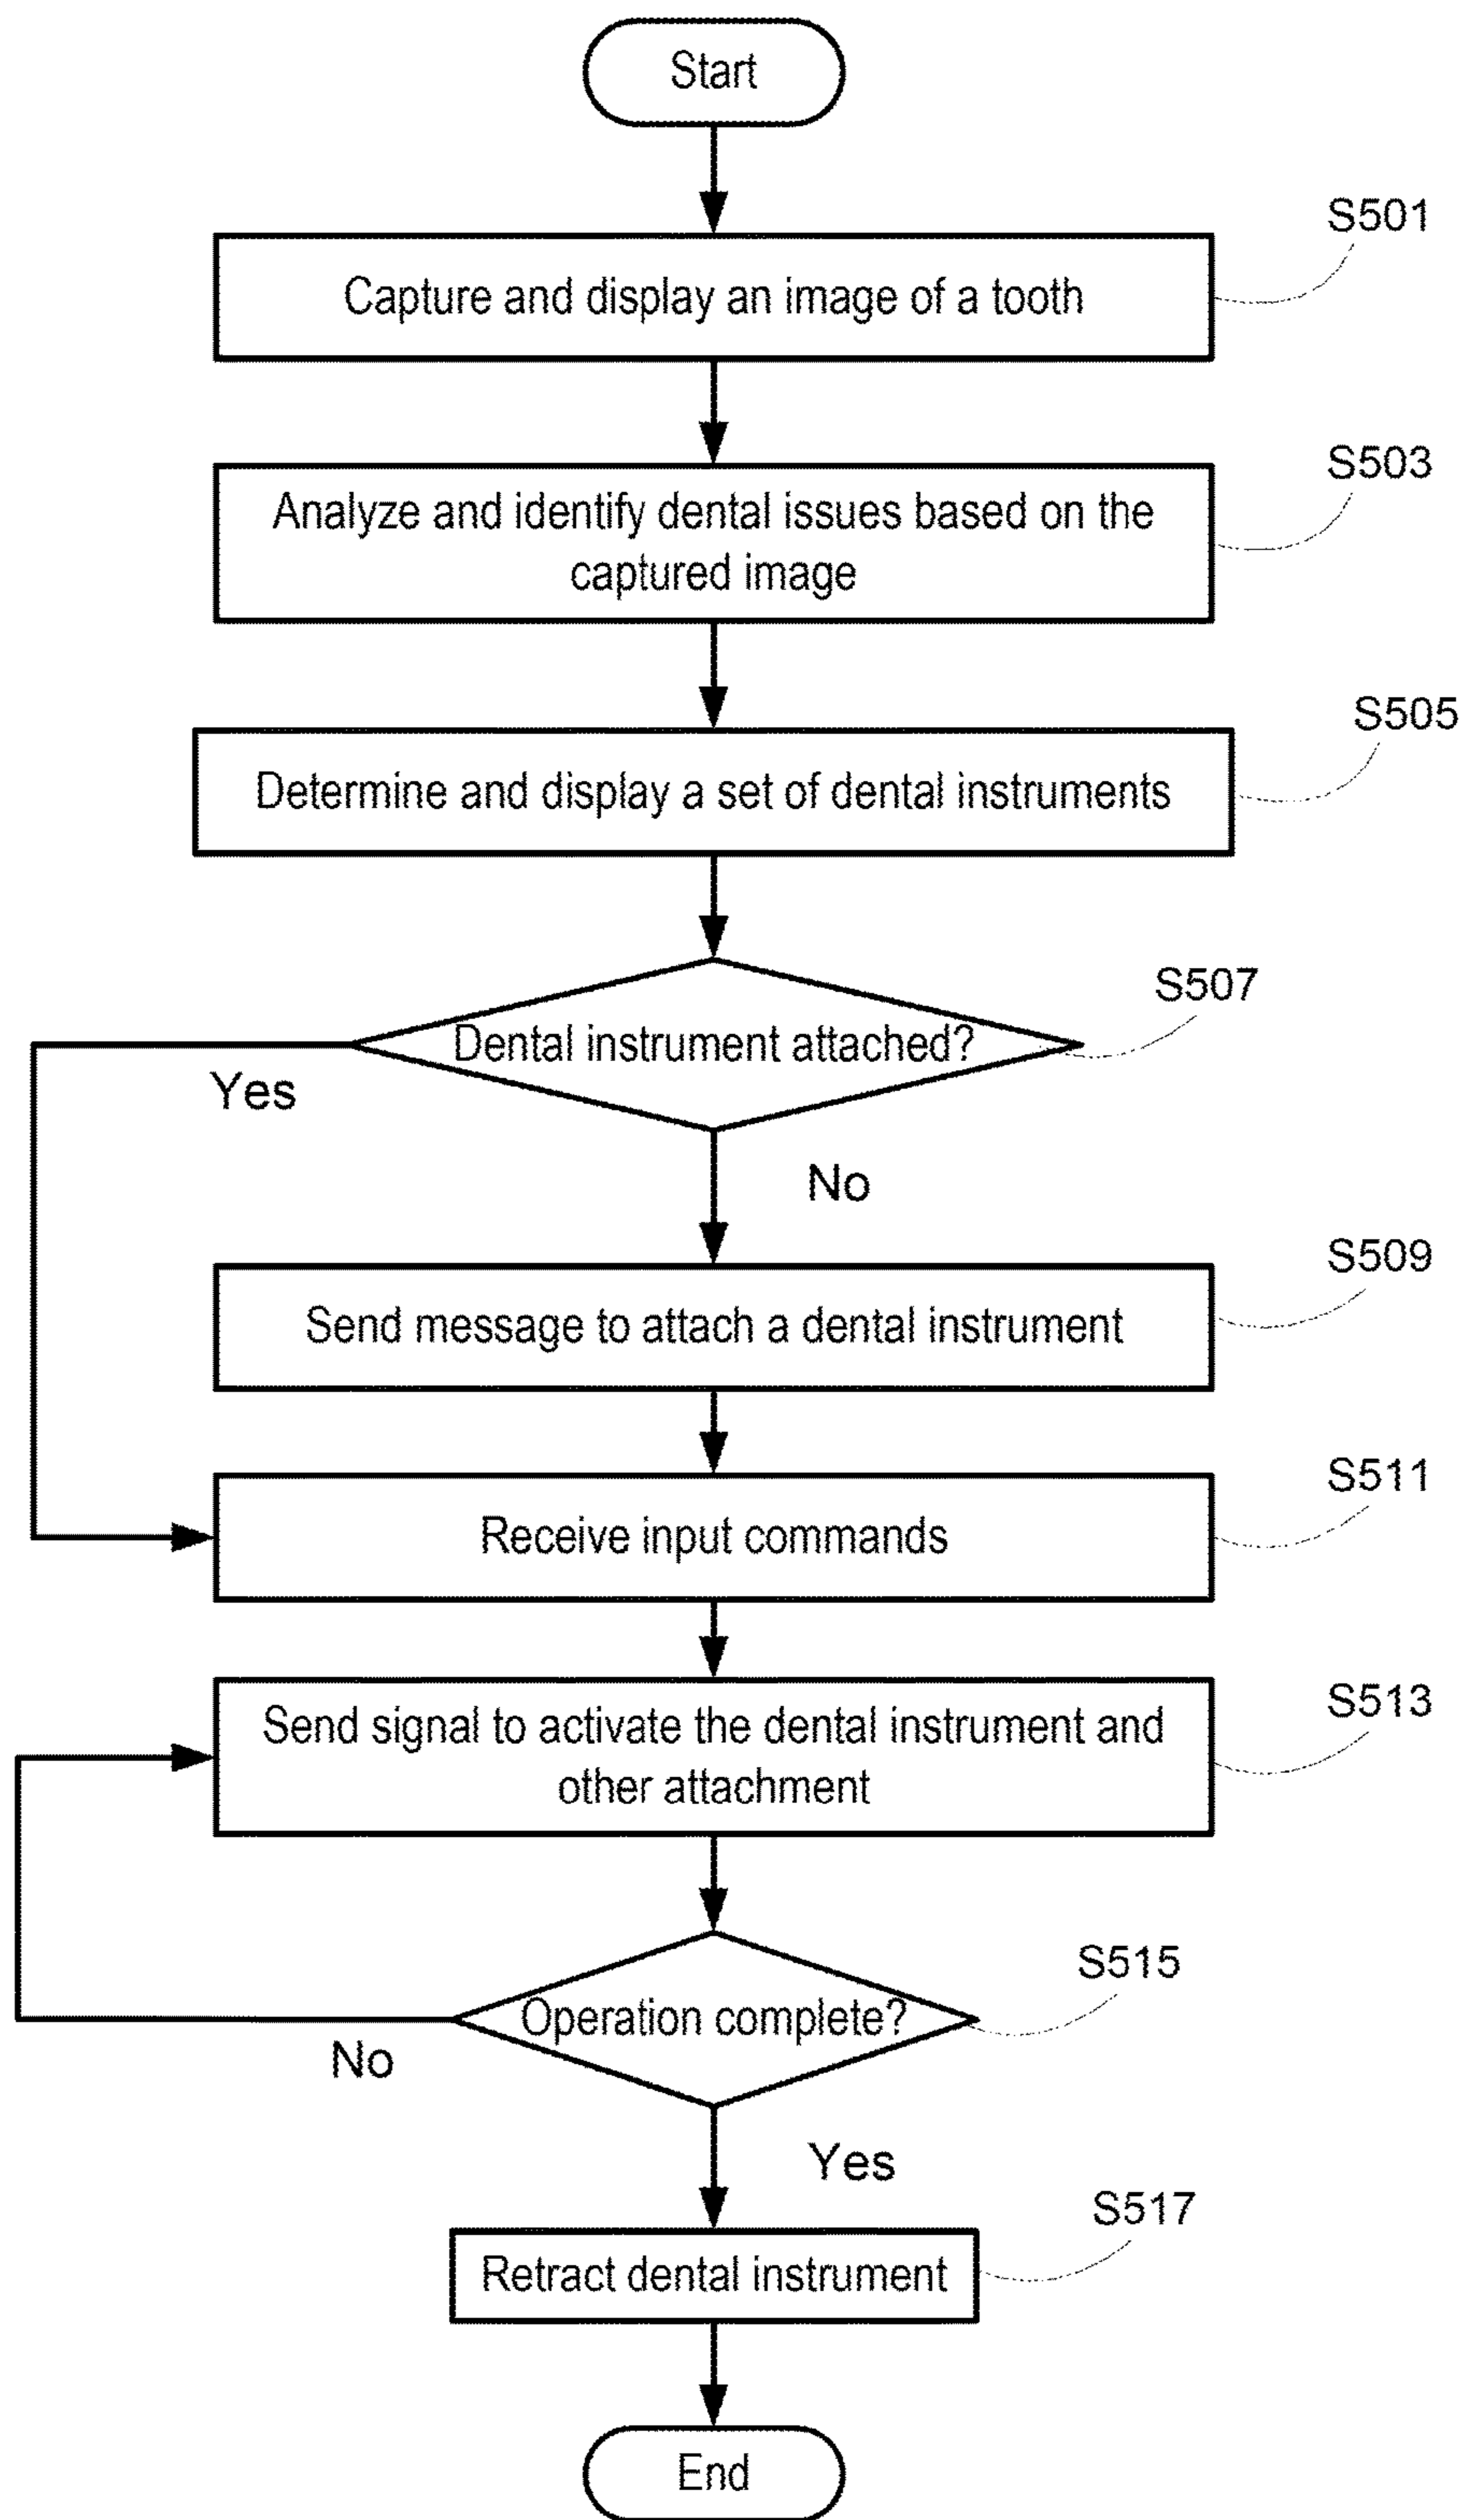 Start
S501
Capture and display an image of a tooth
S503
Analyze and identify dental issues based on the
captured image
S505
Determine and display a set of dental instruments
S507
Dental instrument attached?
Yes
No
S509
Send message to attach a dental instrument
S511
Receive input commands
S513
Send signal to activate the dental instrument and
other attachment
S515
Operation complete?
No
Yes
S517
Retract dental instrument
End